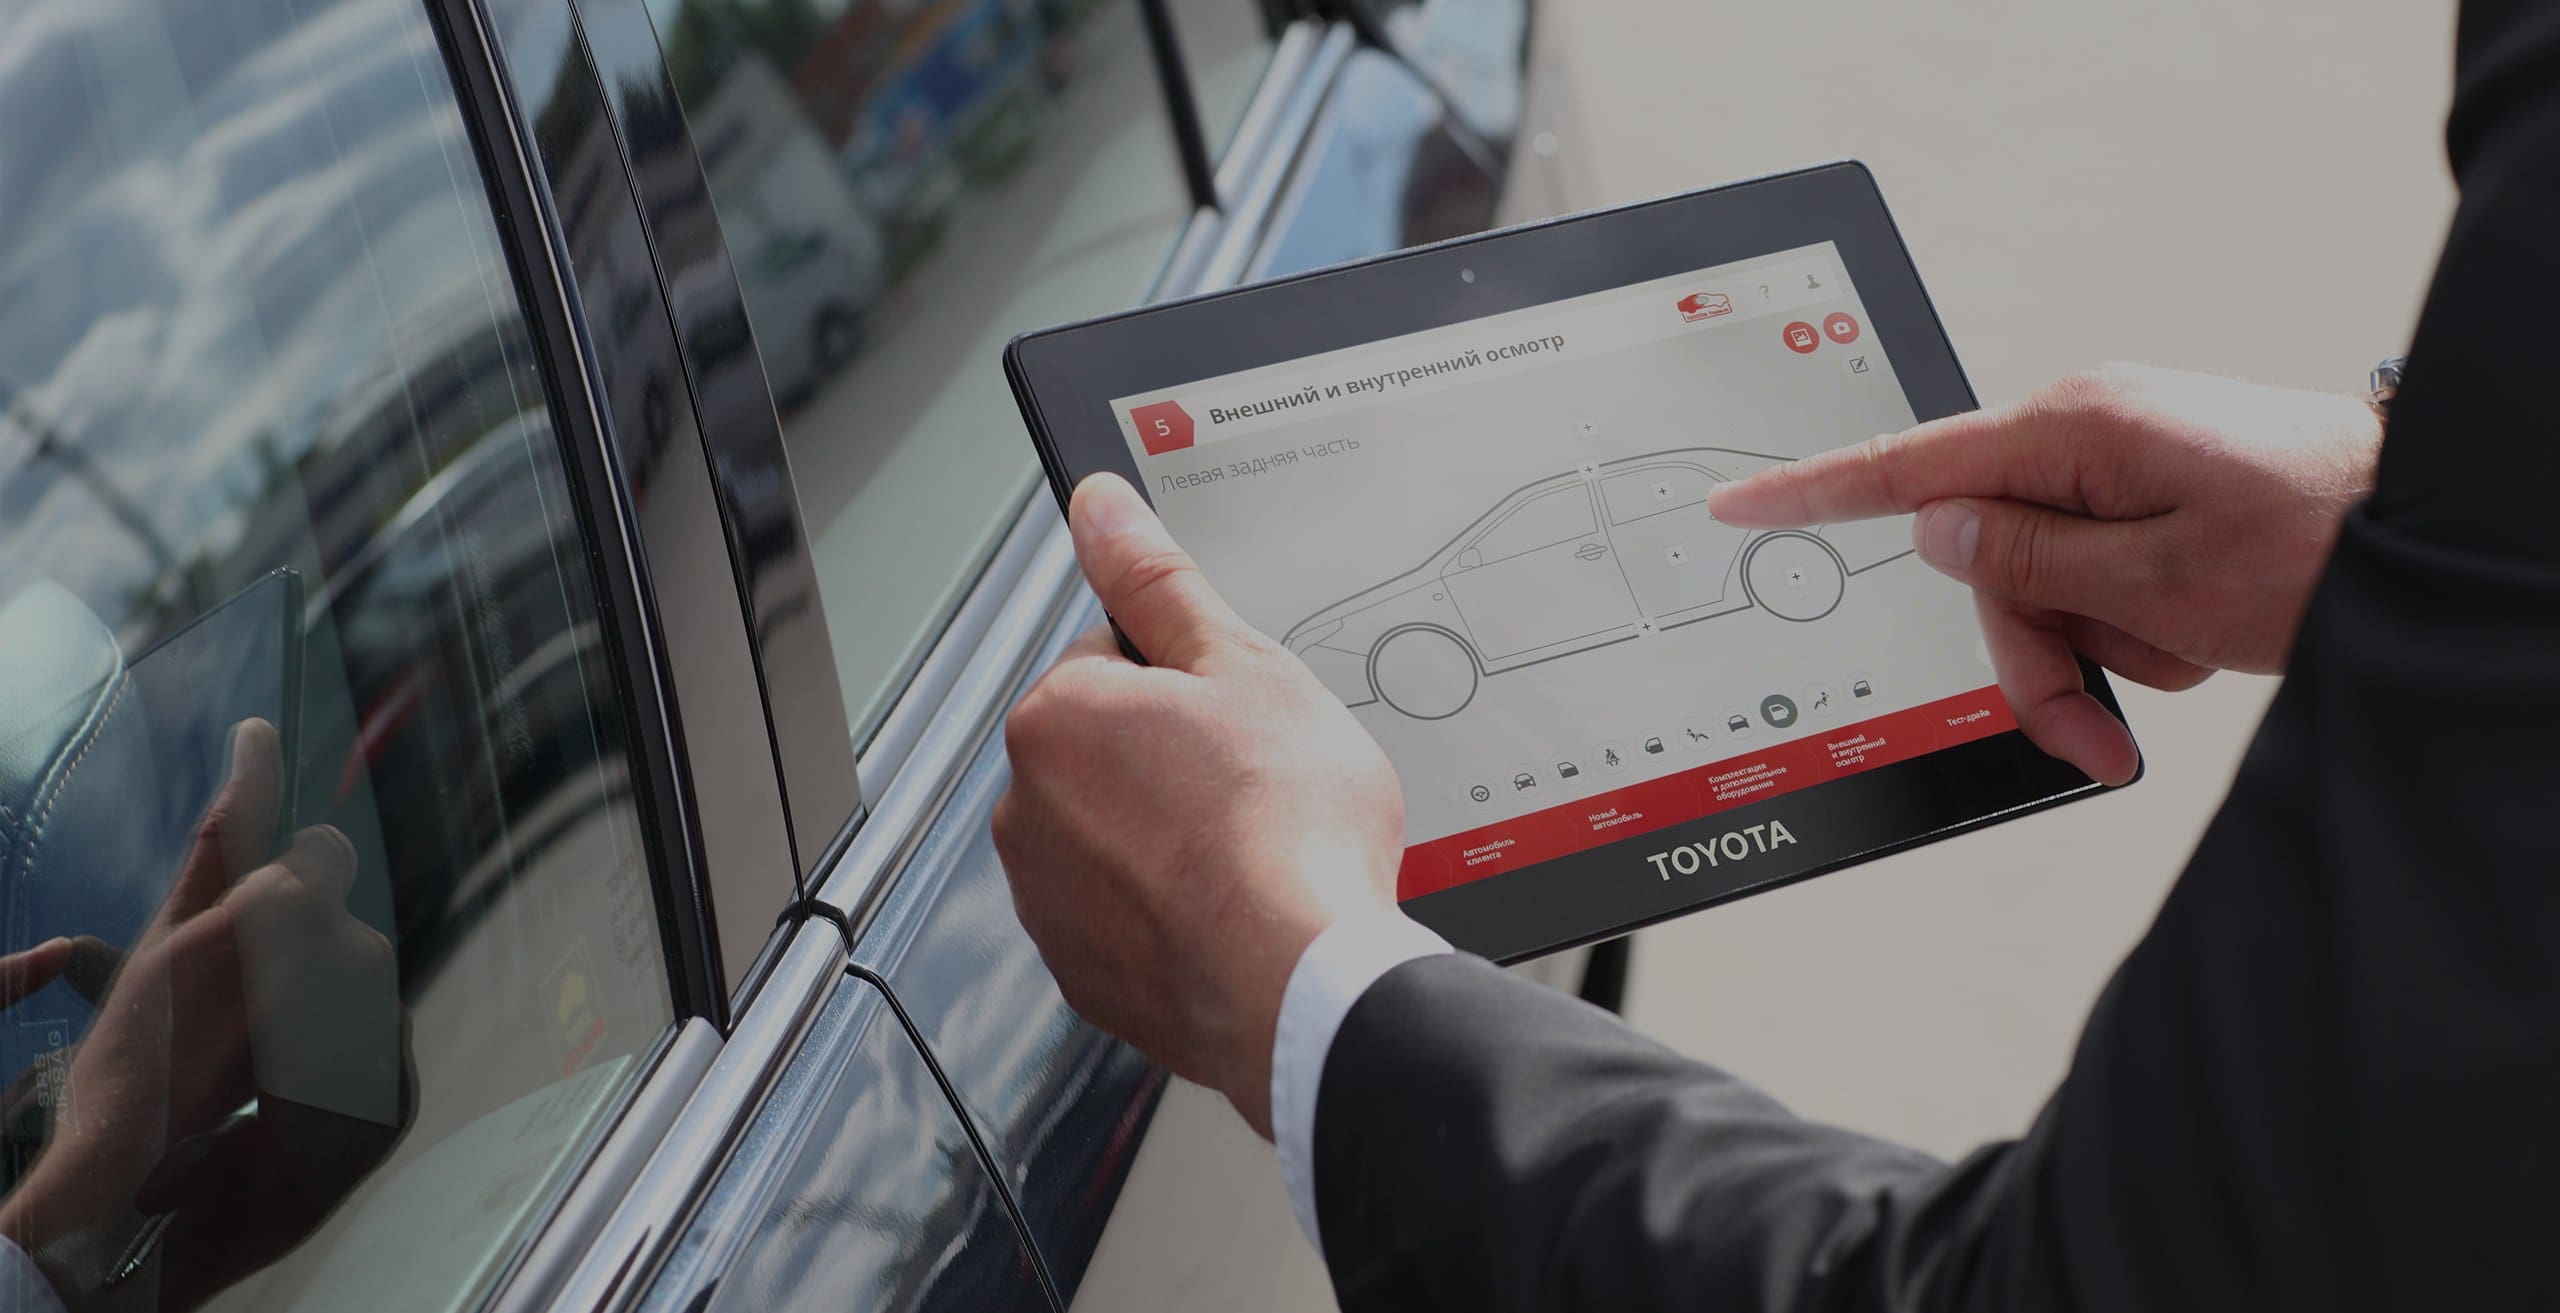 TOYOTA Trade-In
?
5
Внешний и внутренний осмотр
Левая задняя часть
Автомобиль
клиента
Новый
автомобиль
Комплектация
и дополнительное
оборудование
Внешний
и внутренний
осмотр
Тест-драйв
TOYOTA
SRS
AIRBAG